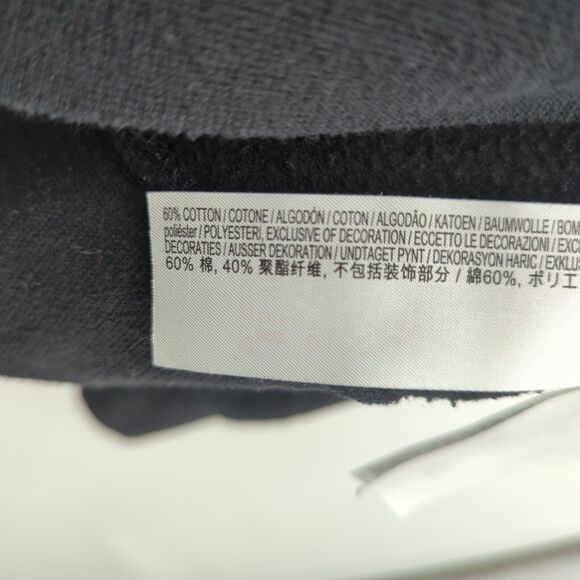 60% COTTON / COTONE / ALGODÓN / COTON / ALGODÃO / KATOEN / BAUMWOLLE / BOM
poliéster / POLYESTERI, EXCLUSIVE OF DECORATION / ECCETTO LE DECORAZIONI / EXC
DECORATIES / AUSSER DEKORATION / UNDTAGET PYNT / DEKORASYON HARIC / EXKLUS
60% 棉, 40% 聚酯纤维, 不包括装饰部分 / 綿60%, ポリエ